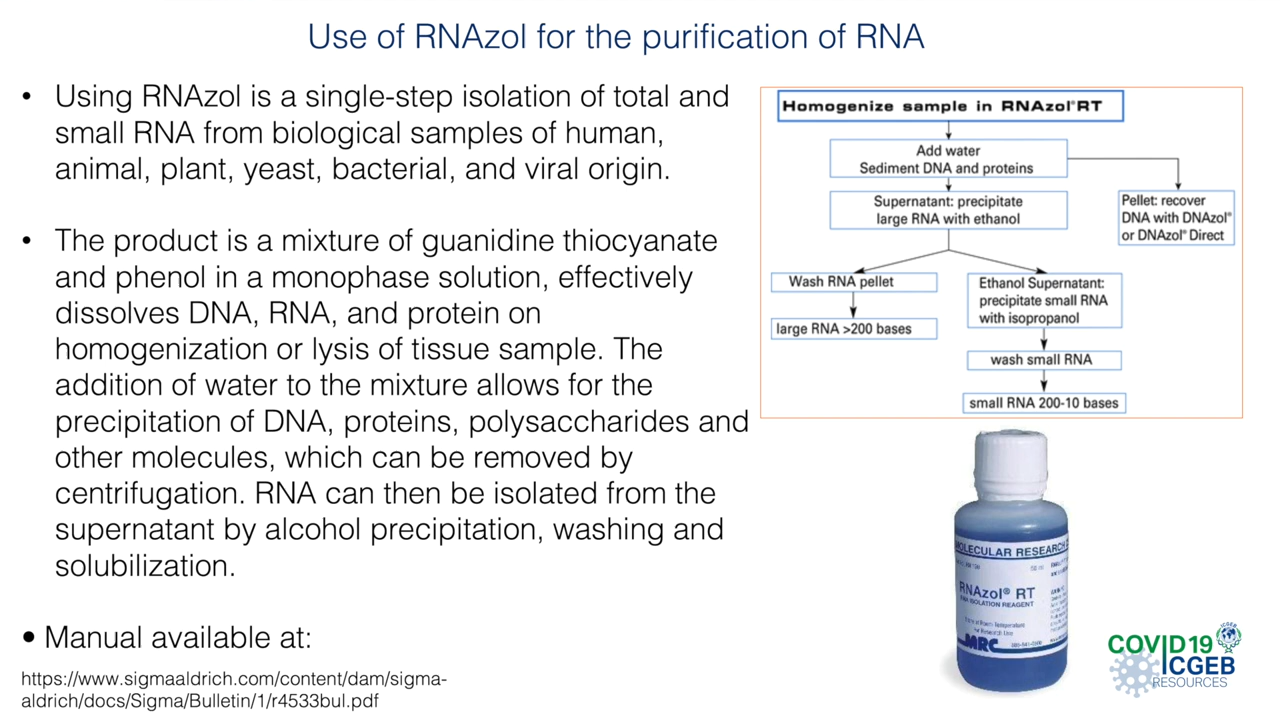 Use of RNAzol for the purification of RNA
• Using RNAzol is a single-step isolation of total and
small RNA from biological samples of human,
animal, plant, yeast, bacterial, and viral origin.
• The product is a mixture of guanidine thiocyanate
and phenol in a monophase solution, effectively
dissolves DNA, RNA, and protein on
homogenization or lysis of tissue sample. The
addition of water to the mixture allows for the
precipitation of DNA, proteins, polysaccharides and
other molecules, which can be removed by
centrifugation. RNA can then be isolated from the
supernatant by alcohol precipitation, washing and
solubilization.
• Manual available at:
https://www.sigmaaldrich.com/content/dam/sigma-
aldrich/docs/Sigma/Bulletin/1/r4533bul.pdf
Homogenize sample in RNAzol®RT
Add water
Sediment DNA and proteins
Supernatant: precipitate
large RNA with ethanol
Pellet: recover
DNA with DNAzol®
or DNAzol® Direct
Wash RNA pellet
large RNA >200 bases
Ethanol Supernatant:
precipitate small RNA
with isopropanol
wash small RNA
small RNA 200-10 bases
MOLECULAR RESEARCH
RNAzol® RT
RNA ISOLATION REAGENT
MRC
COVID19
ICGEB
ICGEB
RESOURCES